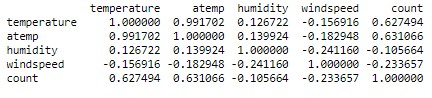 temperature atemp humidity windspeed count
temperature 1.000000 0.991702 0.126722 -0.156916 0.627494
atemp 0.991702 1.000000 0.139924 -0.182948 0.631066
humidity 0.126722 0.139924 1.000000 -0.241160 -0.105664
windspeed -0.156916 -0.182948 -0.241160 1.000000 -0.233657
count 0.627494 0.631066 -0.105664 -0.233657 1.000000